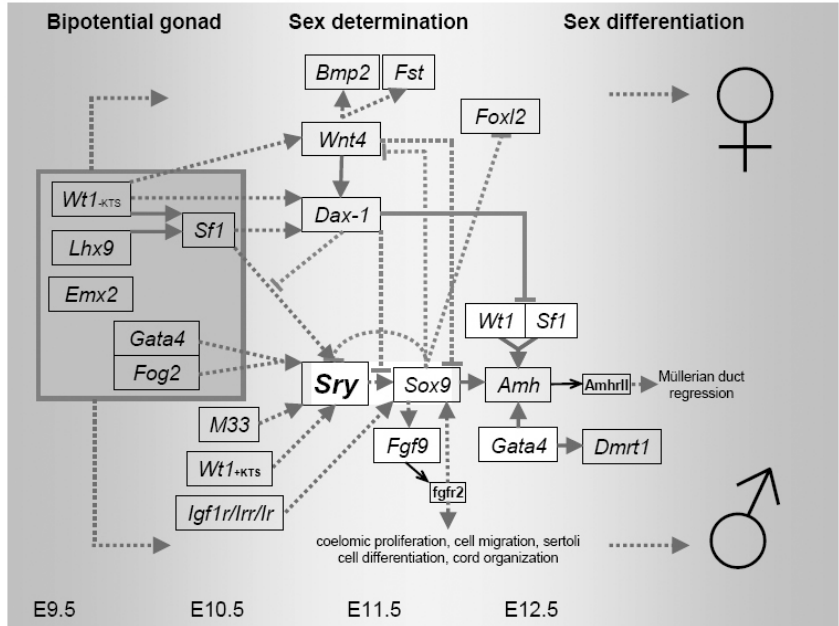 Bipotential gonad
Sex determination
Sex differentiation
Bmp2
Fst
Foxl2
Wnt4
Wt1-KTS
Dax-1
Sf1
Lhx9
Emx2
Wt1
Sf1
Gata4
Fog2
Sry
Sox9
Amh
AmhrII
Müllerian duct
regression
M33
Fgf9
Gata4
Dmrt1
Wt1+KTS
fgfr2
Igf1r/Irr/Ir
coelomic proliferation, cell migration, sertoli
cell differentiation, cord organization
E9.5
E10.5
E11.5
E12.5